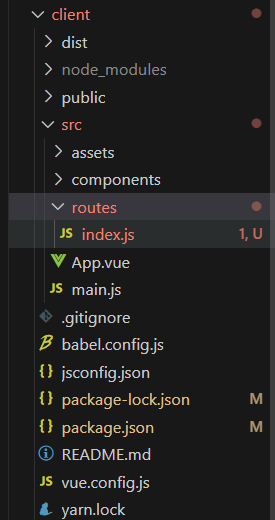 client
dist
node_modules
public
src
assets
components
routes
JS index.js 1, U
App.vue
JS main.js
.gitignore
babel.config.js
{} jsconfig.json
{} package-lock.json M
{} package.json M
README.md
JS vue.config.js
yarn.lock